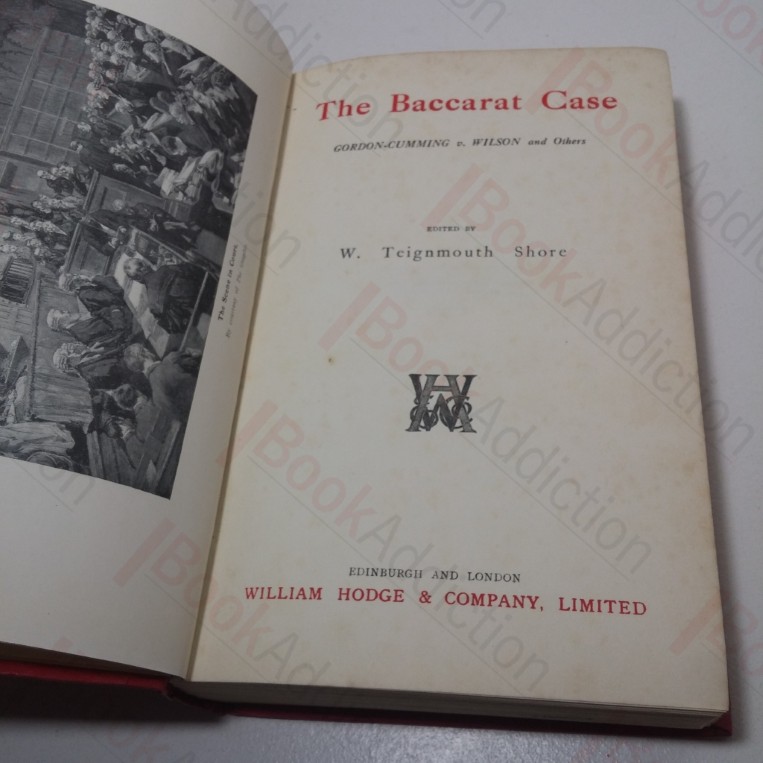 The Scene in Court.
The Baccarat Case
GORDON-CUMMING v. WILSON and Others
EDITED BY
W. Teignmouth Shore
EDINBURGH AND LONDON
WILLIAM HODGE & COMPANY, LIMITED
BookAddiction